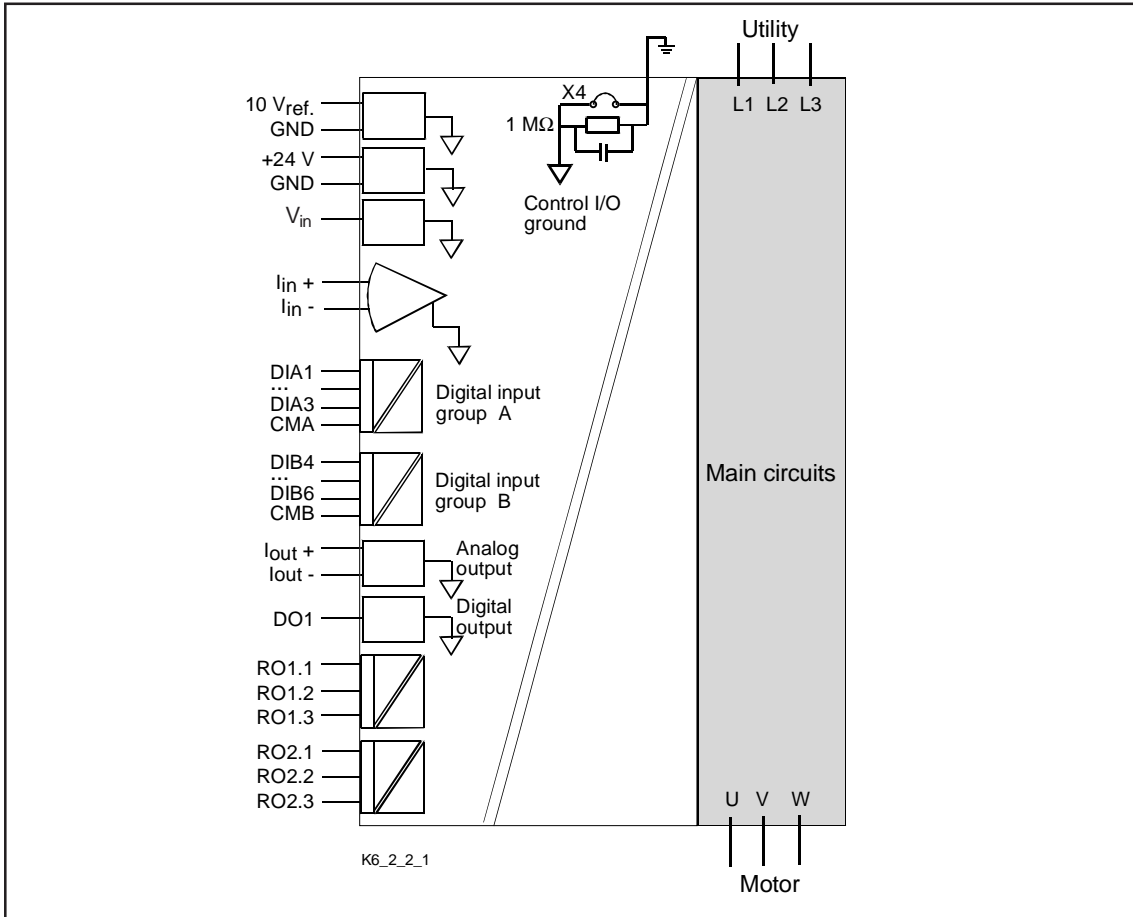 Utility
L1 L2 L3
X4
1 MΩ
Control I/O
ground
10 Vref.
GND
+24 V
GND
Vin
Iin +
Iin -
DIA1
...
DIA3
CMA
Digital input
group A
DIB4
...
DIB6
CMB
Digital input
group B
Main circuits
Iout +
Iout -
Analog
output
DO1
Digital
output
RO1.1
RO1.2
RO1.3
RO2.1
RO2.2
RO2.3
U V W
K6_2_2_1
Motor